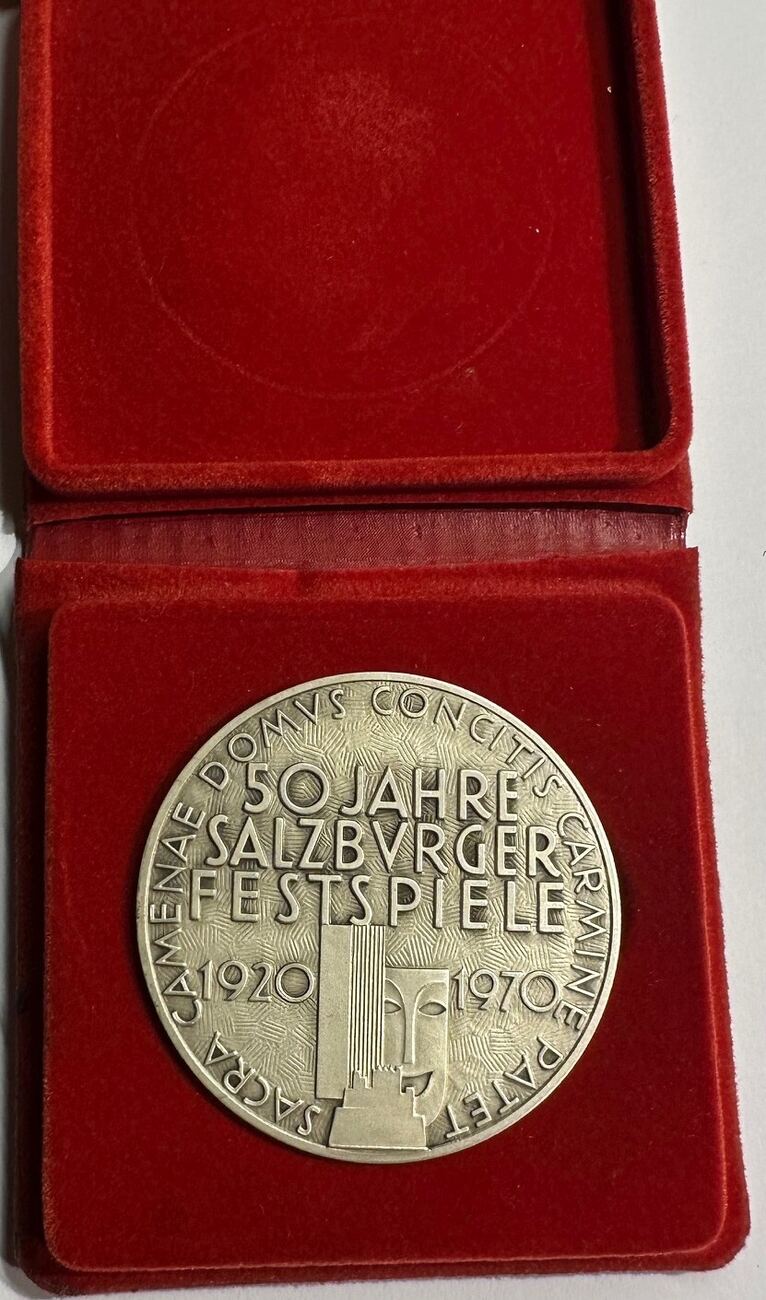 SACRA CAMENAE DOMVS CONCITIS CARMINE PATET
50 JAHRE
SALZBVRGER
FESTSPIELE
1920 1970